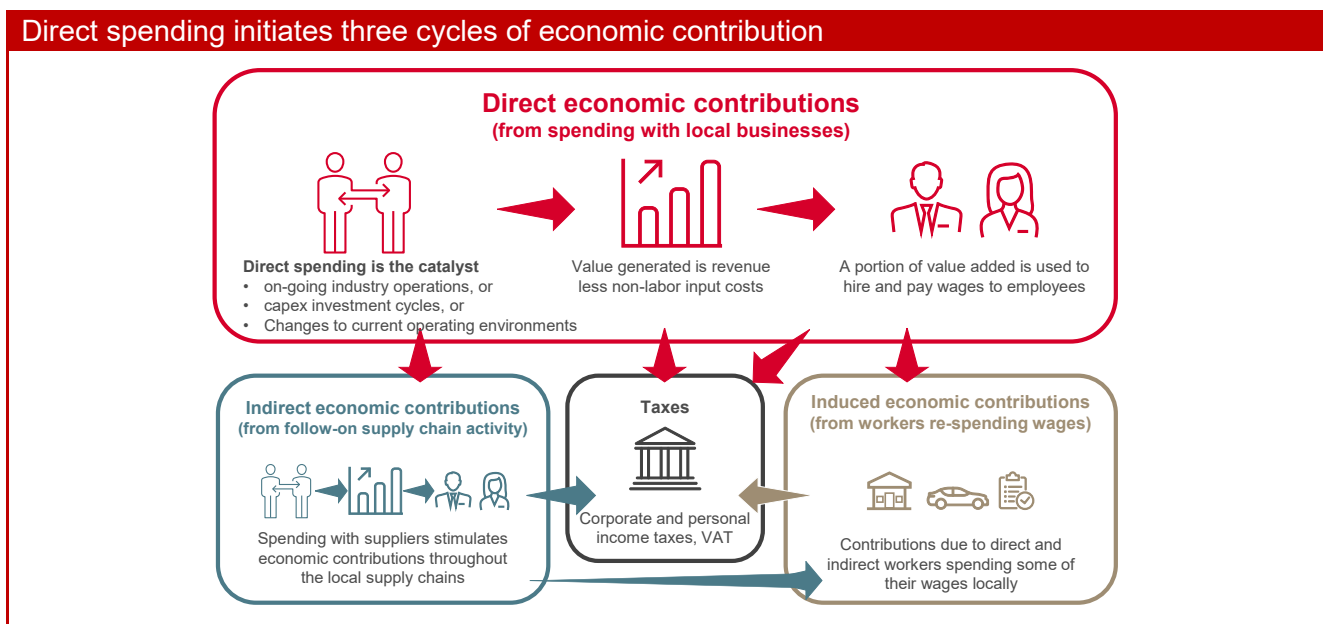 Direct spending initiates three cycles of economic contribution
Direct economic contributions
(from spending with local businesses)
Direct spending is the catalyst
• on-going industry operations, or
• capex investment cycles, or
• Changes to current operating environments
Value generated is revenue
less non-labor input costs
A portion of value added is used to
hire and pay wages to employees
Indirect economic contributions
(from follow-on supply chain activity)
Spending with suppliers stimulates
economic contributions throughout
the local supply chains
Taxes
Corporate and personal
income taxes, VAT
Induced economic contributions
(from workers re-spending wages)
Contributions due to direct and
indirect workers spending some of
their wages locally